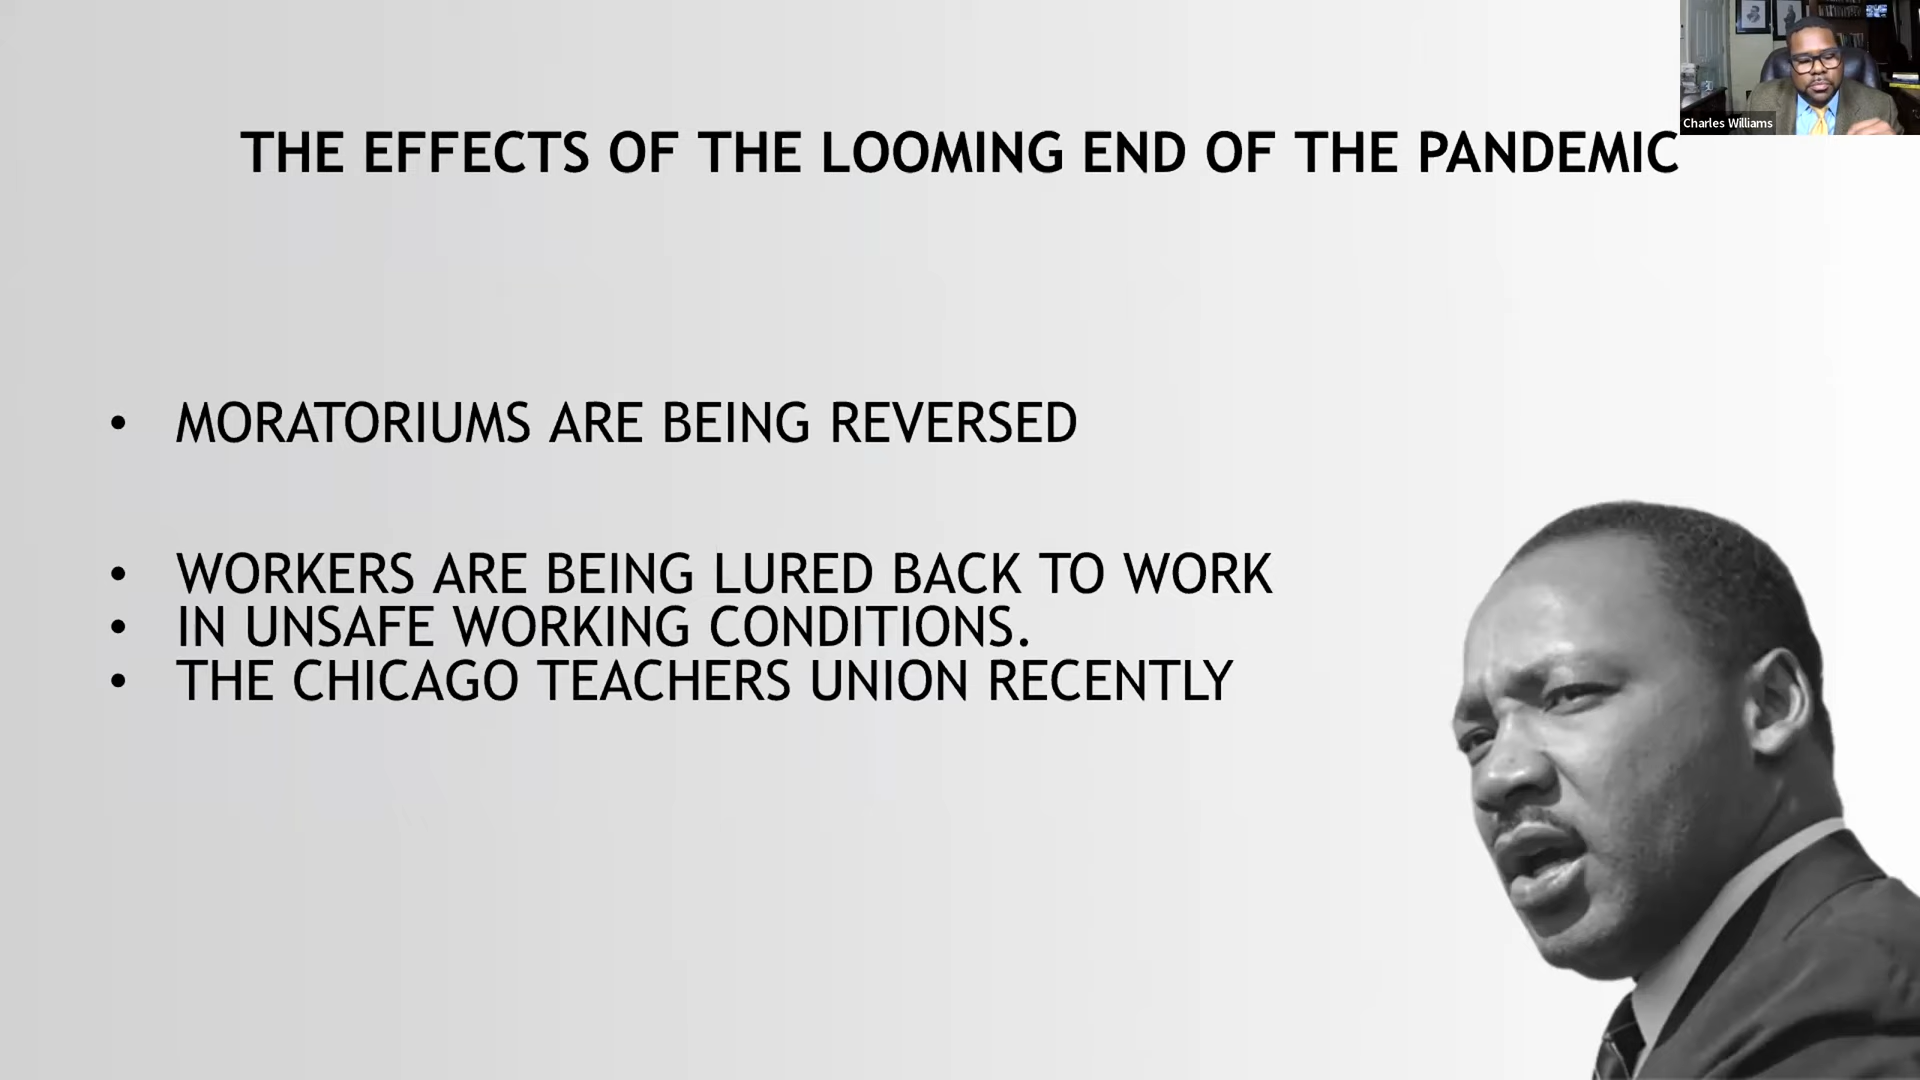 Charles Williams
THE EFFECTS OF THE LOOMING END OF THE PANDEMIC
• MORATORIUMS ARE BEING REVERSED
• WORKERS ARE BEING LURED BACK TO WORK
• IN UNSAFE WORKING CONDITIONS.
• THE CHICAGO TEACHERS UNION RECENTLY